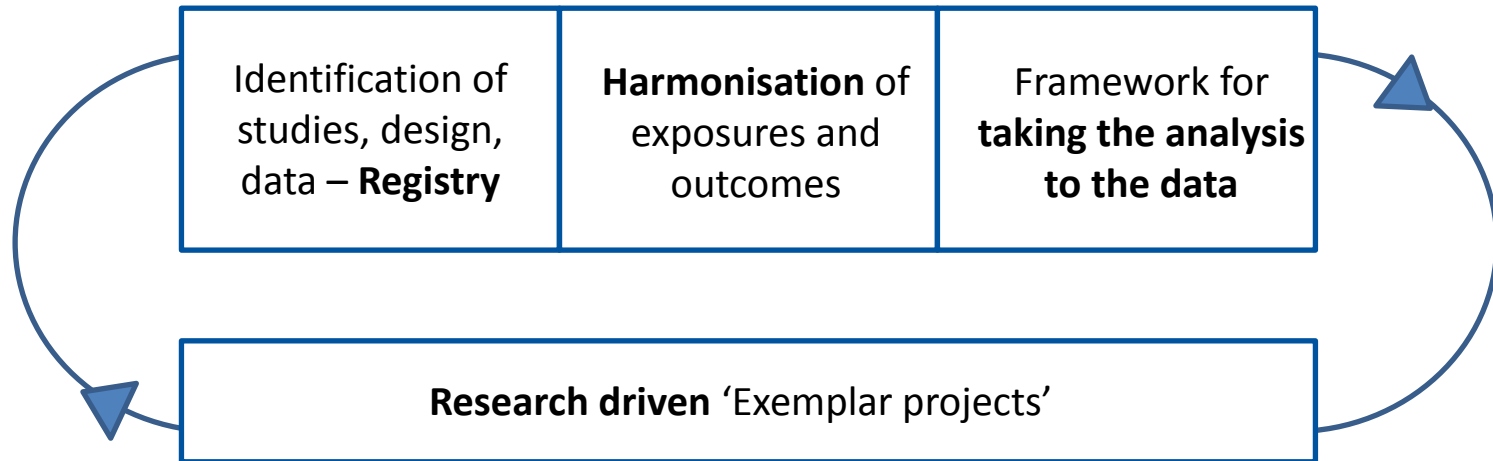 Identification of
studies, design,
data – Registry
Harmonisation of
exposures and
outcomes
Framework for
taking the analysis
to the data
Research driven ‘Exemplar projects’